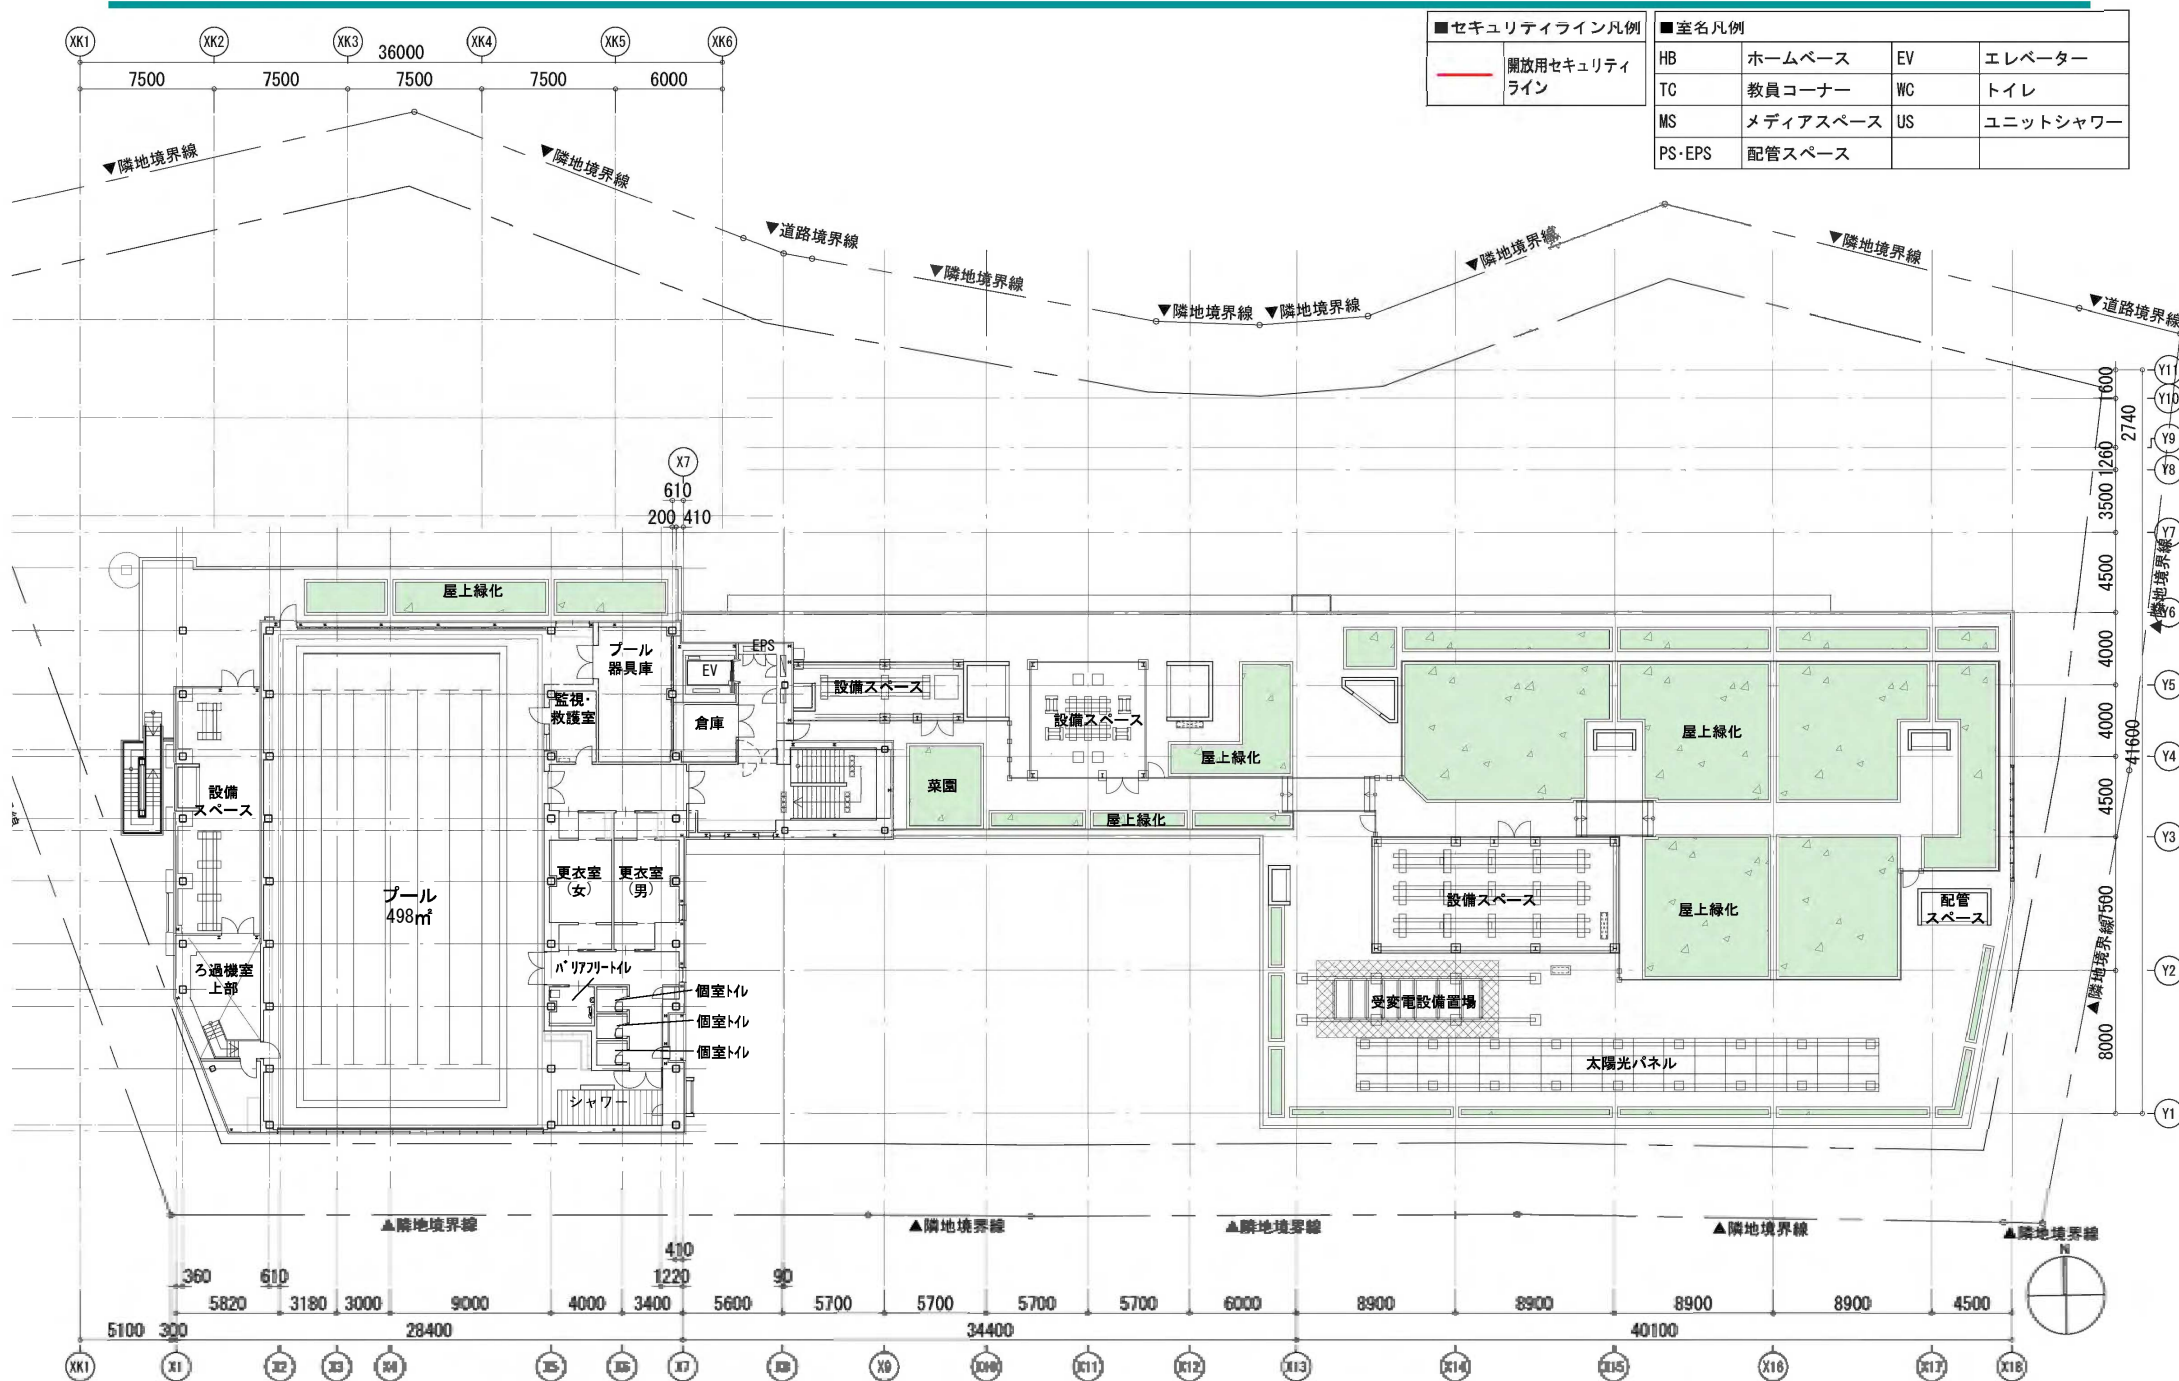 ■セキュリティライン凡例
開放用セキュリティ
ライン
■室名凡例
HB ホームベース EV エレベーター
TC 教員コーナー WC トイレ
MS メディアスペース US ユニットシャワー
PS・EPS 配管スペース
XK1 XK2 XK3 XK4 XK5 XK6
36000
7500 7500 7500 7500 6000
▼隣地境界線
▼隣地境界線
▼道路境界線
▼隣地境界線
▼隣地境界線
▼隣地境界線
▼隣地境界線
▼隣地境界線
▼道路境界線
Y11
Y10
Y9
Y8
Y7
Y6
Y5
Y4
Y3
Y2
Y1
1600
2740
1260
3500
4500
4000
4000
41600
4500
7500
8000
▲隣地境界線
▲隣地境界線
X7
610
200 410
屋上緑化
プール
器具庫
EPS
EV
監視・
救護室
倉庫
設備スペース
設備スペース
屋上緑化
屋上緑化
菜園
屋上緑化
設備
スペース
プール
498㎡
更衣室
(女)
更衣室
(男)
設備スペース
屋上緑化
配管
スペース
ろ過機室
上部
バリアフリートイレ
個室トイレ
個室トイレ
個室トイレ
シャワー
受変電設備置場
太陽光パネル
▲隣地境界線
▲隣地境界線
▲隣地境界線
▲隣地境界線
▲隣地境界線
N
410
360 610 1220 90
5820 3180 3000 9000 4000 3400 5600 5700 5700 5700 5700 6000 8900 8900 8900 8900 4500
5100 300 28400 34400 40100
XK1 X1 X2 X3 X4 X5 X6 X7 X8 X9 X10 X11 X12 X13 X14 X15 X16 X17 X18